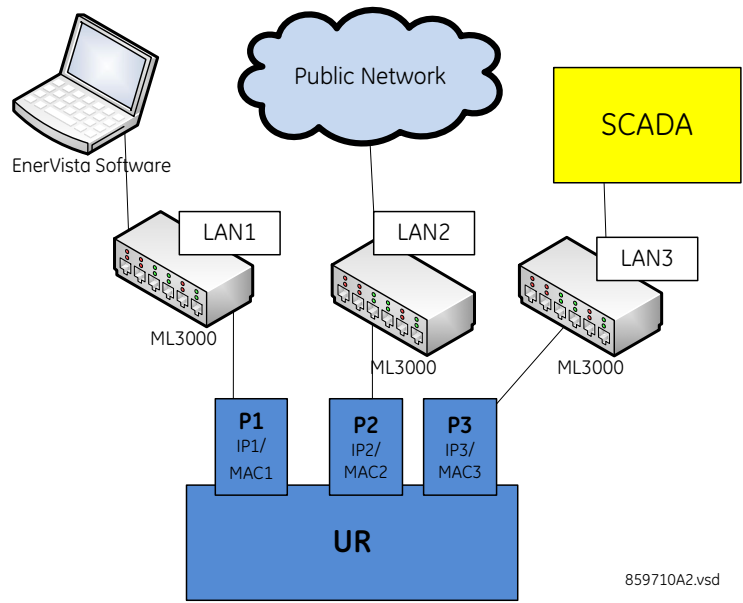 Public Network
SCADA
EnerVista Software
LAN1
LAN2
LAN3
ML3000
ML3000
ML3000
P1
IP1/
MAC1
P2
IP2/
MAC2
P3
IP3/
MAC3
UR
859710A2.vsd